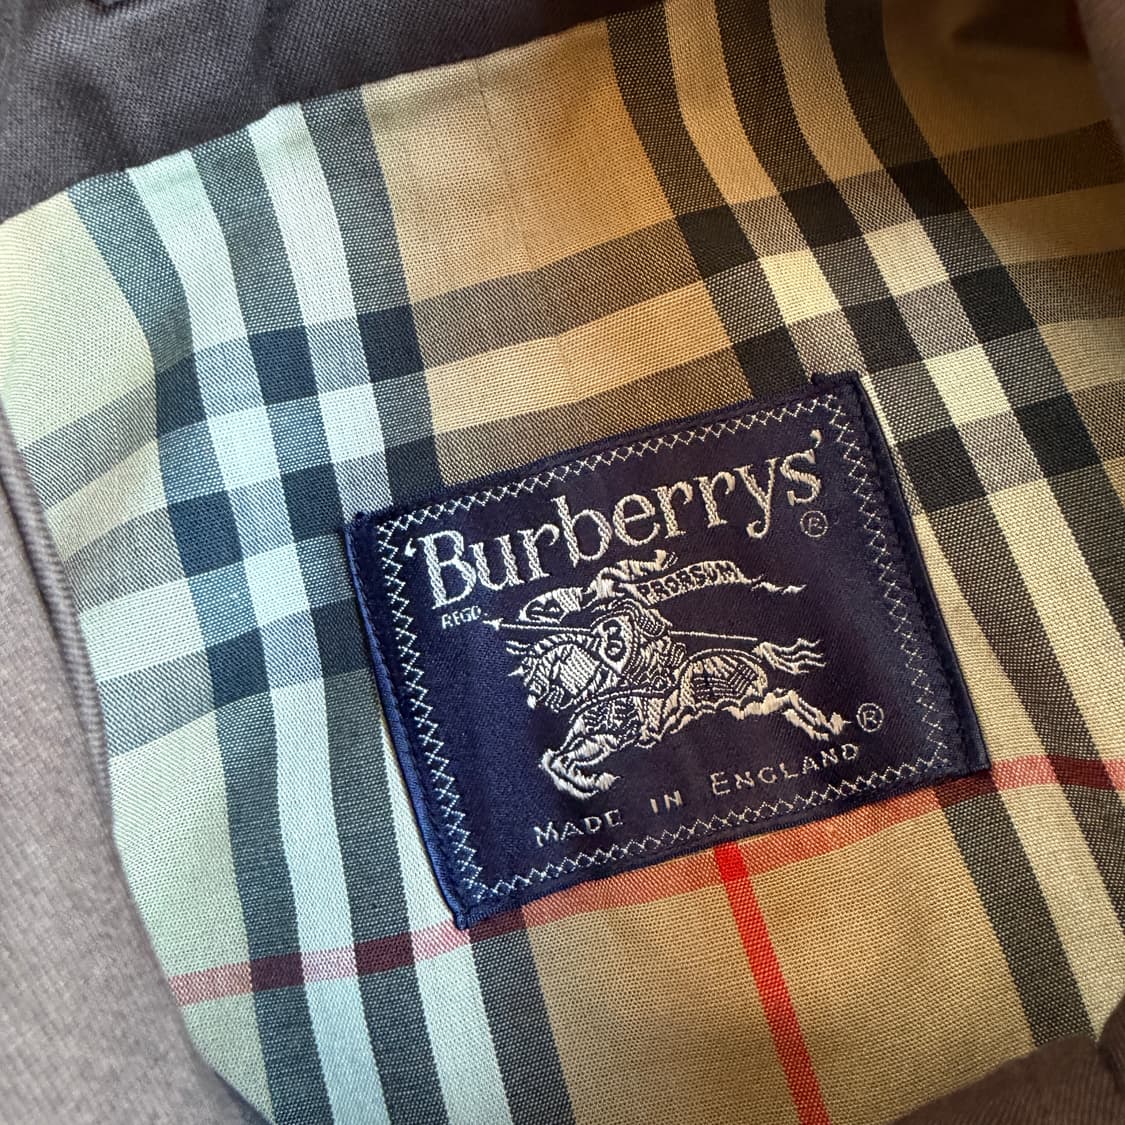 'Burberrys'
®
REGD.
PRORSUM
B
®
MADE IN ENGLAND